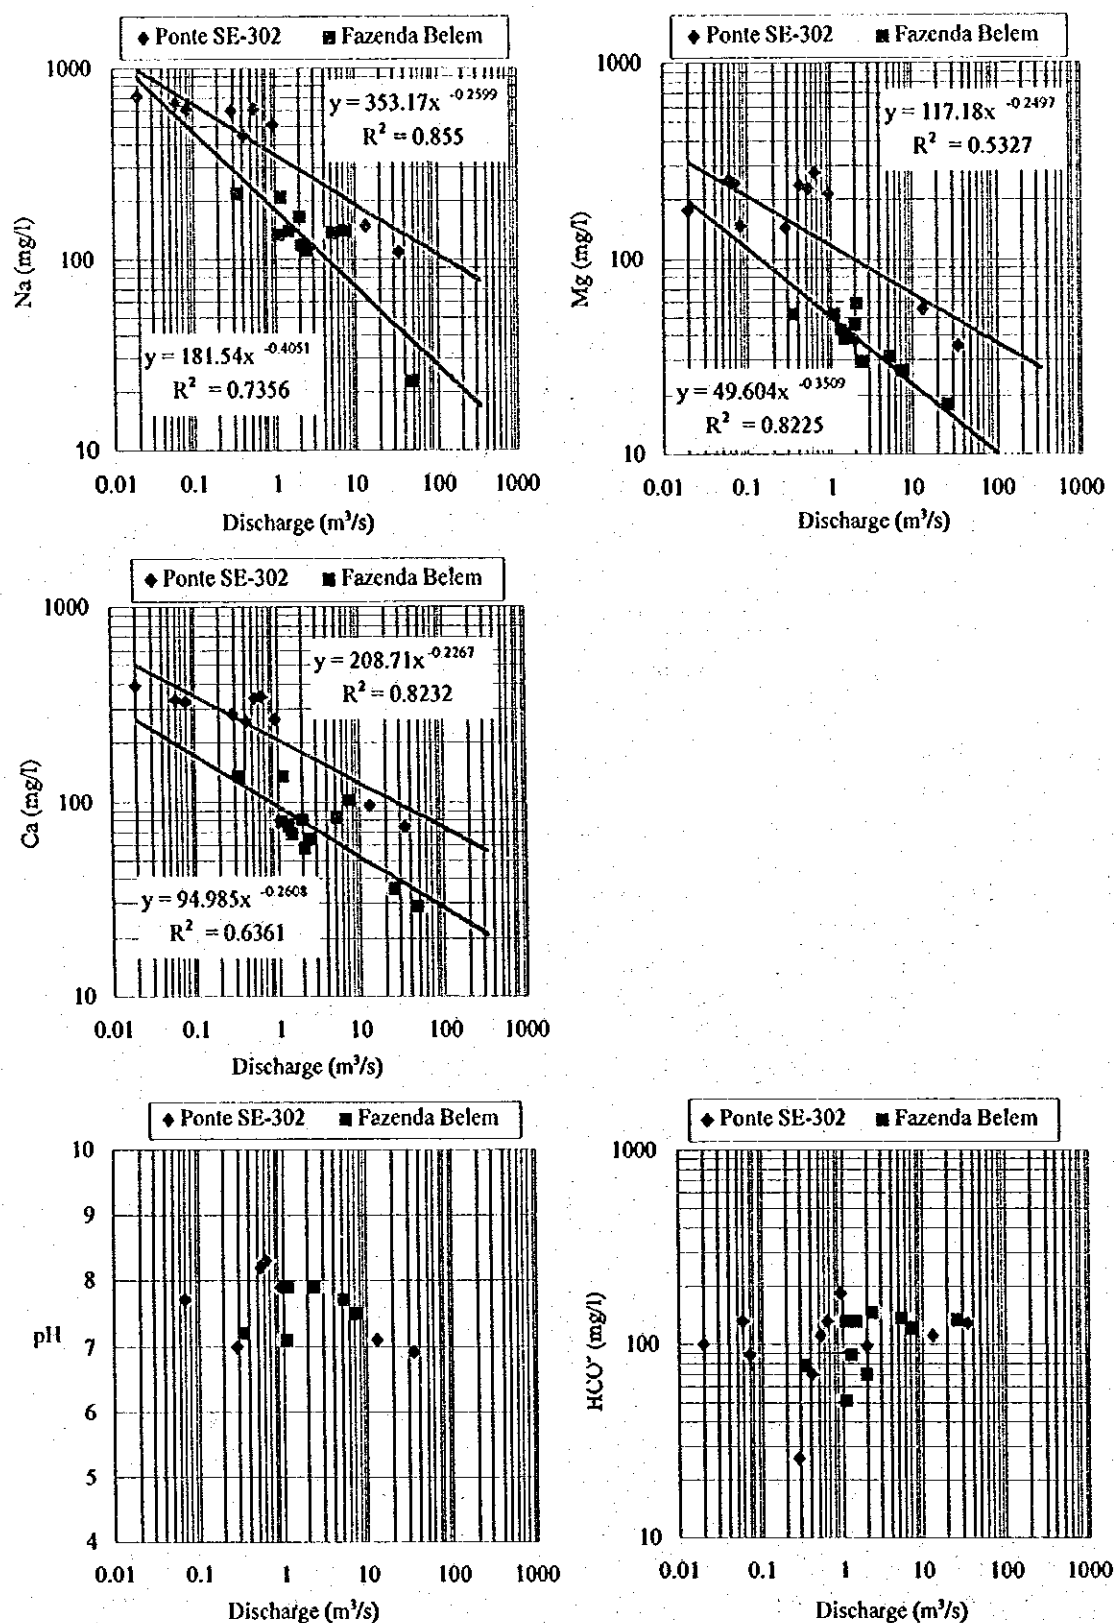 ◆ Ponte SE-302 ■ Fazenda Belem
1000
100
10
Na (mg/l)
y = 353.17x -0.2599
R² = 0.855
y = 181.54x -0.4051
R² = 0.7356
0.01 0.1 1 10 100 1000
Discharge (m³/s)
◆ Ponte SE-302 ■ Fazenda Belem
1000
100
10
Mg (mg/l)
y = 117.18x -0.2497
R² = 0.5327
y = 49.604x -0.3509
R² = 0.8225
0.01 0.1 1 10 100 1000
Discharge (m³/s)
◆ Ponte SE-302 ■ Fazenda Belem
1000
100
10
Ca (mg/l)
y = 208.71x -0.2267
R² = 0.8232
y = 94.985x -0.2608
R² = 0.6361
0.01 0.1 1 10 100 1000
Discharge (m³/s)
◆ Ponte SE-302 ■ Fazenda Belem
10
9
8
7
6
5
4
pH
0.01 0.1 1 10 100 1000
Discharge (m³/s)
◆ Ponte SE-302 ■ Fazenda Belem
1000
100
10
HCO⁻ (mg/l)
0.01 0.1 1 10 100 1000
Discharge (m³/s)